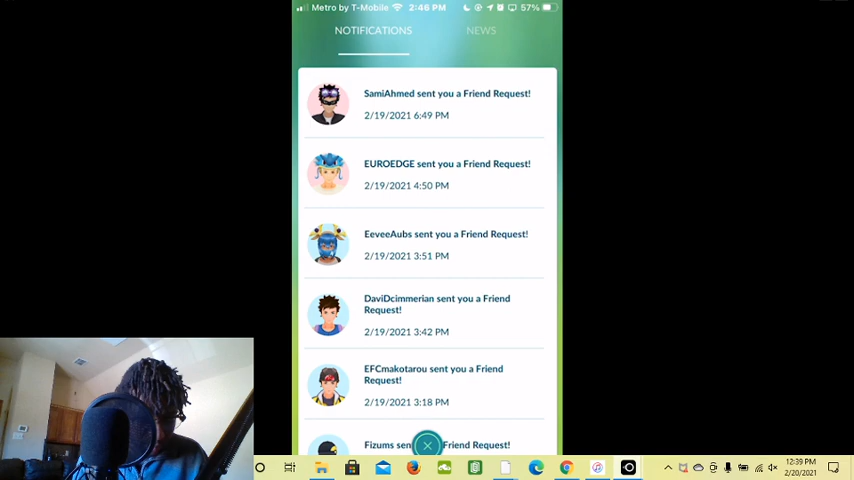 Metro by T-Mobile 2:46 PM 57%
NOTIFICATIONS NEWS
SamiAhmed sent you a Friend Request!
2/19/2021 6:49 PM
EUROEDGE sent you a Friend Request!
2/19/2021 4:50 PM
EeveeAubs sent you a Friend Request!
2/19/2021 3:51 PM
DaviDcimmerian sent you a Friend
Request!
2/19/2021 3:42 PM
EFCmakotarou sent you a Friend
Request!
2/19/2021 3:18 PM
Fizums sen Friend Request!
12:39 PM
2/20/2021